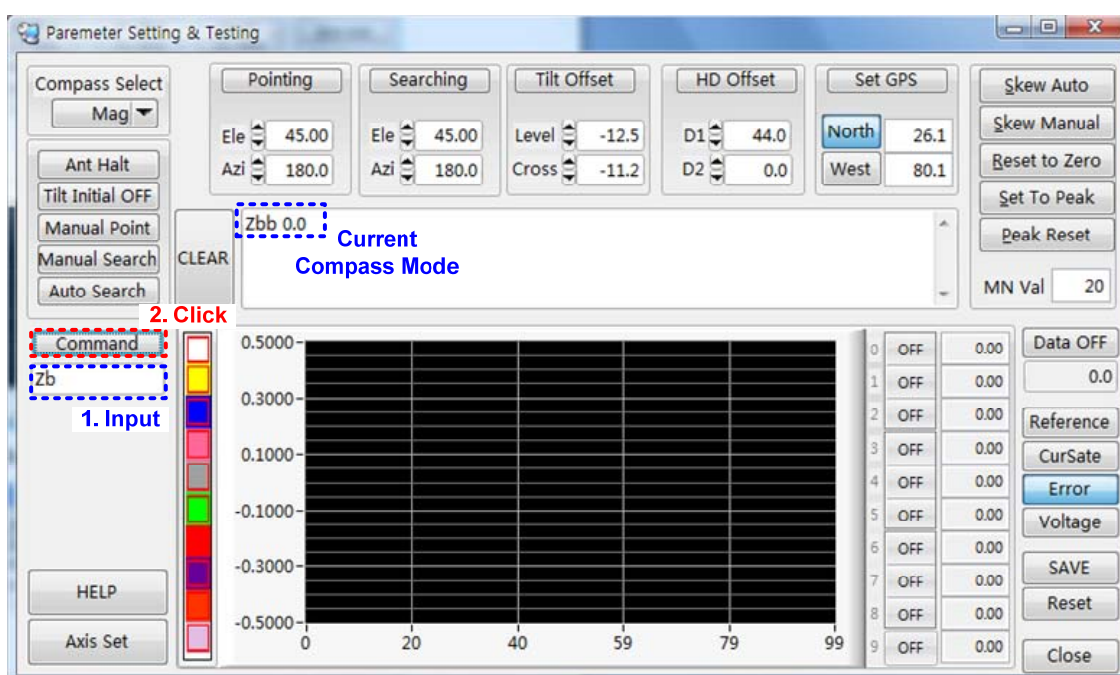 Paremeter Setting & Testing
Compass Select
Mag
Ant Halt
Tilt Initial OFF
Manual Point
Manual Search
Auto Search
Pointing
Ele 45.00
Azi 180.0
Searching
Ele 45.00
Azi 180.0
Tilt Offset
Level -12.5
Cross -11.2
HD Offset
D1 44.0
D2 0.0
Set GPS
North 26.1
West 80.1
Skew Auto
Skew Manual
Reset to Zero
Set To Peak
Peak Reset
MN Val 20
CLEAR
Zbb 0.0
Current
Compass Mode
2. Click
Command
Zb
1. Input
HELP
Axis Set
0.5000
0.3000
0.1000
-0.1000
-0.3000
-0.5000
0 20 40 59 79 99
0 OFF 0.00
1 OFF 0.00
2 OFF 0.00
3 OFF 0.00
4 OFF 0.00
5 OFF 0.00
6 OFF 0.00
7 OFF 0.00
8 OFF 0.00
9 OFF 0.00
Data OFF
0.0
Reference
CurSate
Error
Voltage
SAVE
Reset
Close